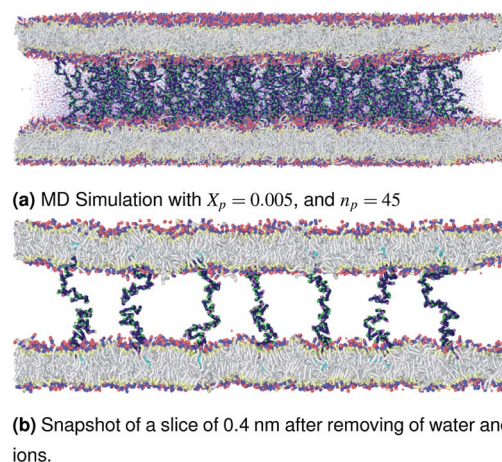 (a) MD Simulation with Xₚ = 0.005, and nₚ = 45
(b) Snapshot of a slice of 0.4 nm after removing of water and
ions.